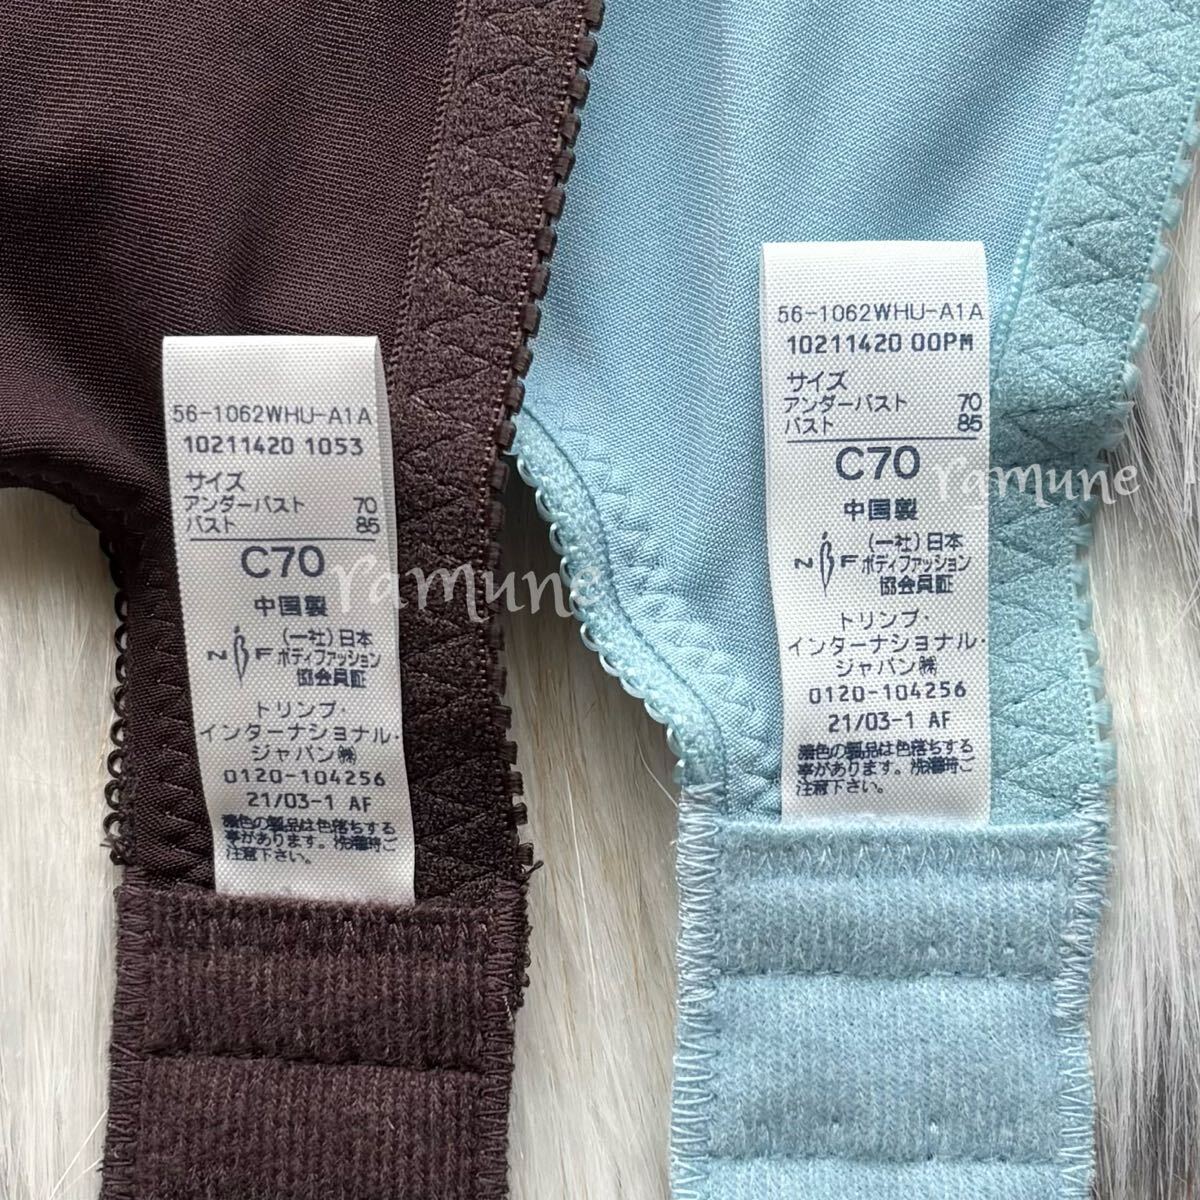 56-1062WHU-A1A
10211420 1053
サイズ
アンダーバスト 70
バスト 85
C70
中国製
(一社)日本
NBF ボディファッション
協会員証
トリンプ・
インターナショナル・
ジャパン㈱
0120-104256
21/03-1 AF
濃色の製品は色落ちする
事があります。洗濯時ご
注意下さい。
ramune
56-1062WHU-A1A
10211420 00PM
サイズ
アンダーバスト 70
バスト 85
C70
中国製
(一社)日本
NBF ボディファッション
協会員証
トリンプ・
インターナショナル・
ジャパン㈱
0120-104256
21/03-1 AF
濃色の製品は色落ちする
事があります。洗濯時ご
注意下さい。
ramune